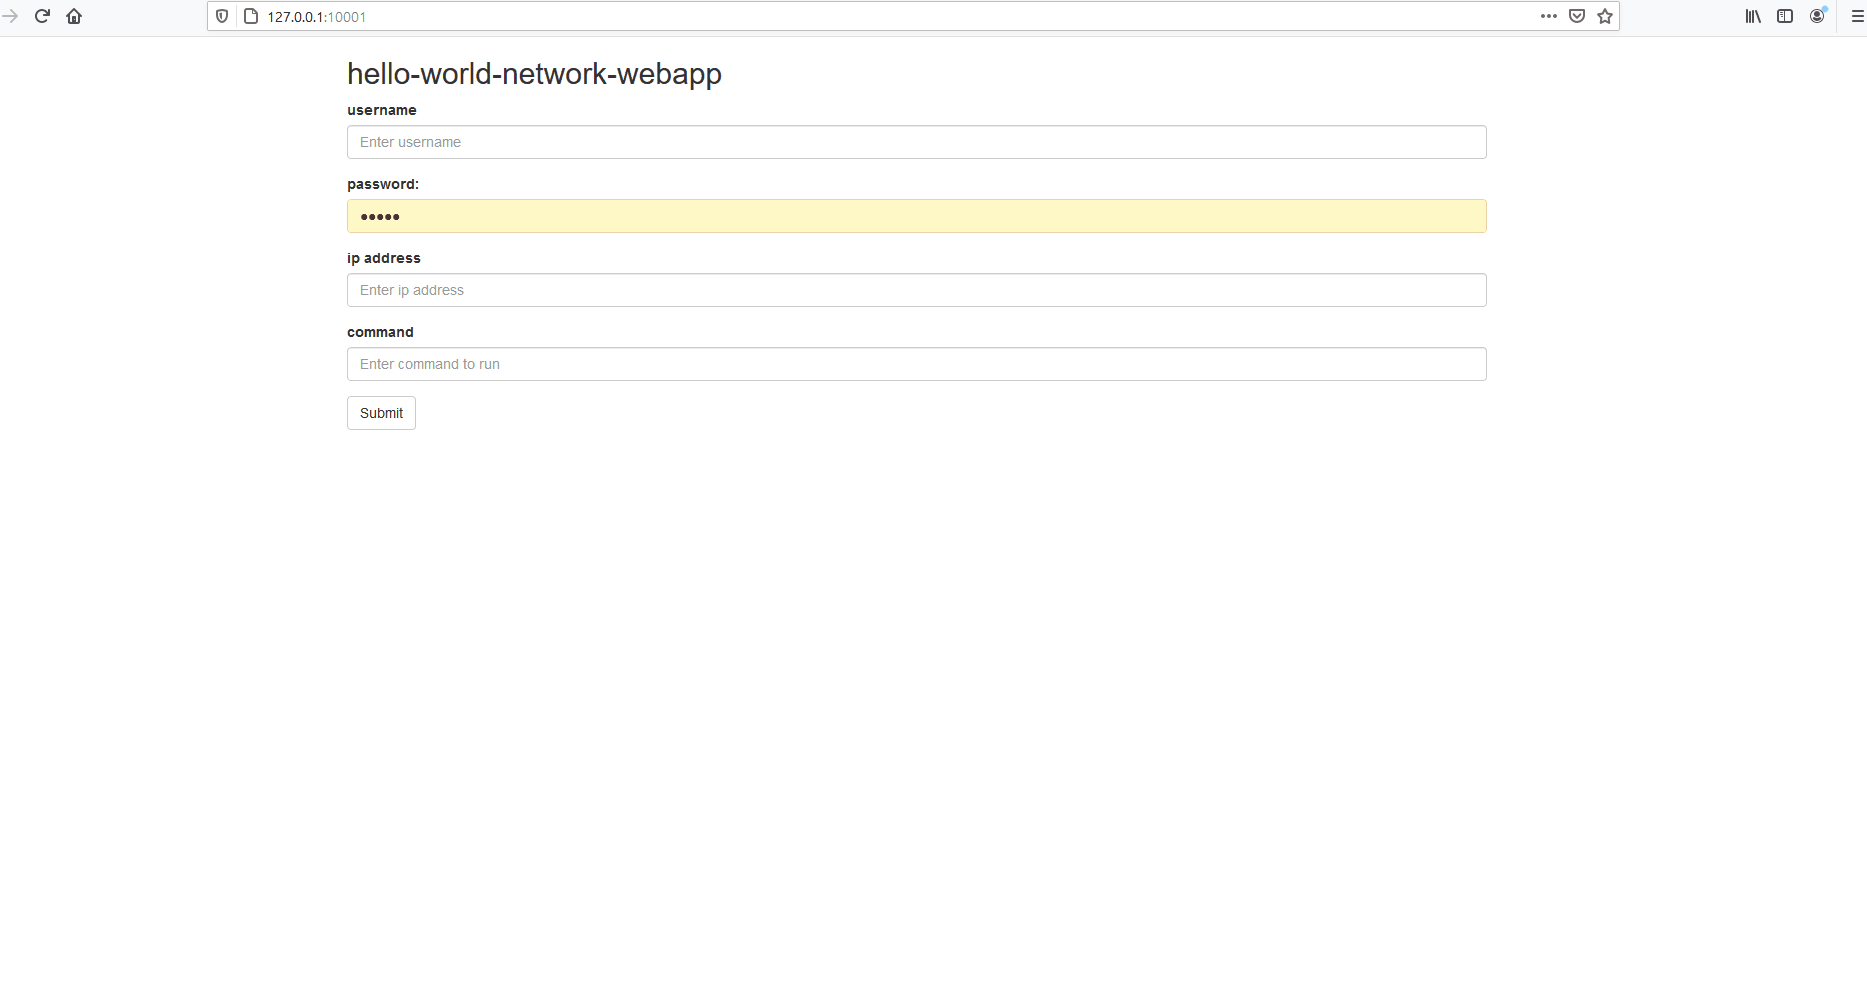 127.0.0.1:10001
hello-world-network-webapp
username
Enter username
password:
•••••
ip address
Enter ip address
command
Enter command to run
Submit